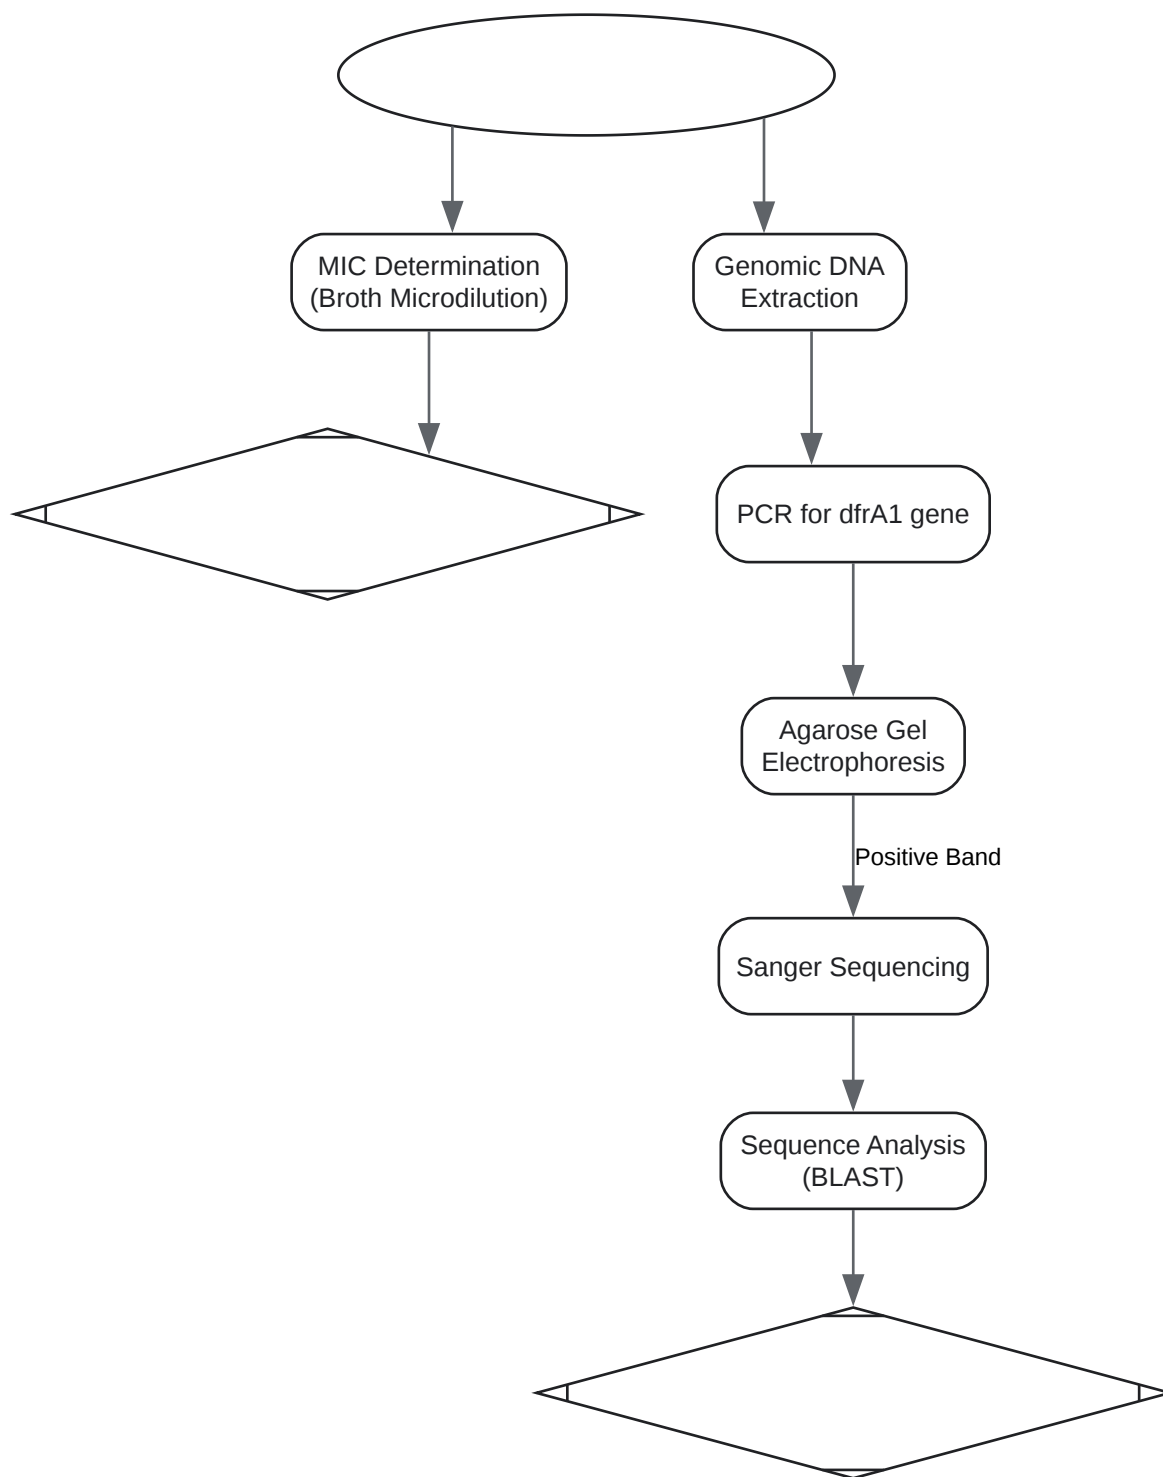 MIC Determination
(Broth Microdilution)
Genomic DNA
Extraction
PCR for dfrA1 gene
Agarose Gel
Electrophoresis
Positive Band
Sanger Sequencing
Sequence Analysis
(BLAST)